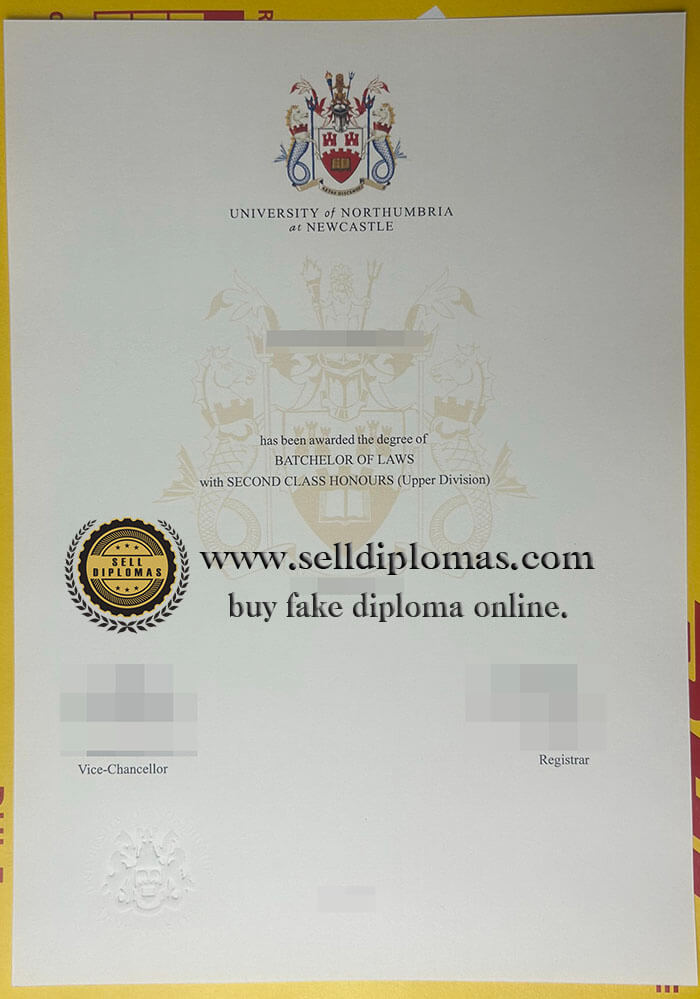 UNIVERSITY of NORTHUMBRIA
at NEWCASTLE
has been awarded the degree of
BATCHELOR OF LAWS
with SECOND CLASS HONOURS (Upper Division)
SELL
DIPLOMAS
www.selldiplomas.com
buy fake diploma online.
Vice-Chancellor
Registrar